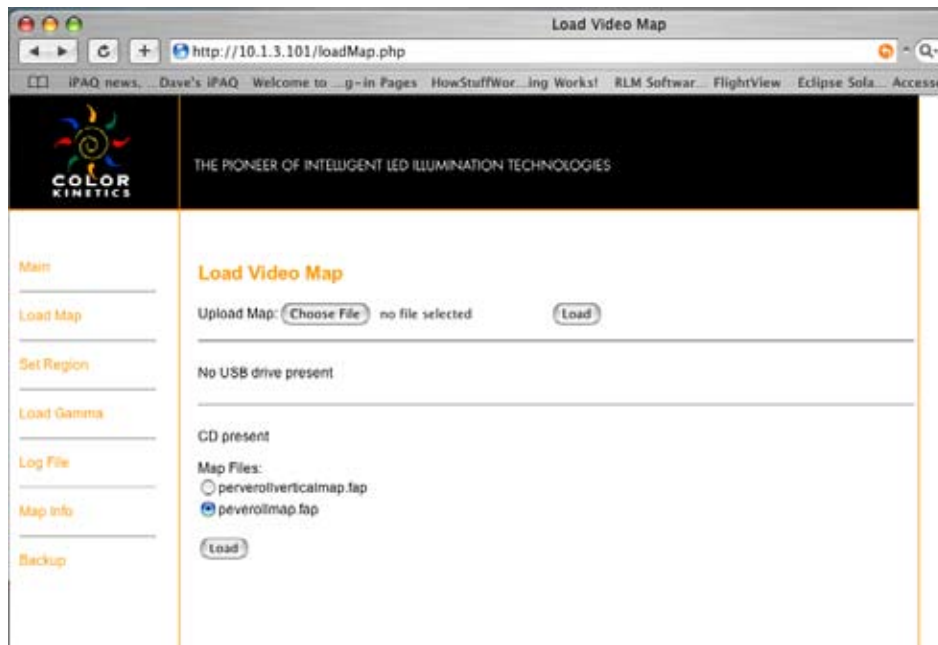 Load Video Map
http://10.1.3.101/loadMap.php
iPAQ news, ... Dave's iPAQ Welcome to ...g-in Pages HowStuffWor...ing Works! RLM Softwar... FlightView Eclipse Sola... Access
COLOR
KINETICS
THE PIONEER OF INTELLIGENT LED ILLUMINATION TECHNOLOGIES
Main
Load Map
Set Region
Load Gamma
Log File
Map Info
Backup
Load Video Map
Upload Map: Choose File no file selected Load
No USB drive present
CD present
Map Files:
perverollverticalmap.fap
peverollmap.fap
Load